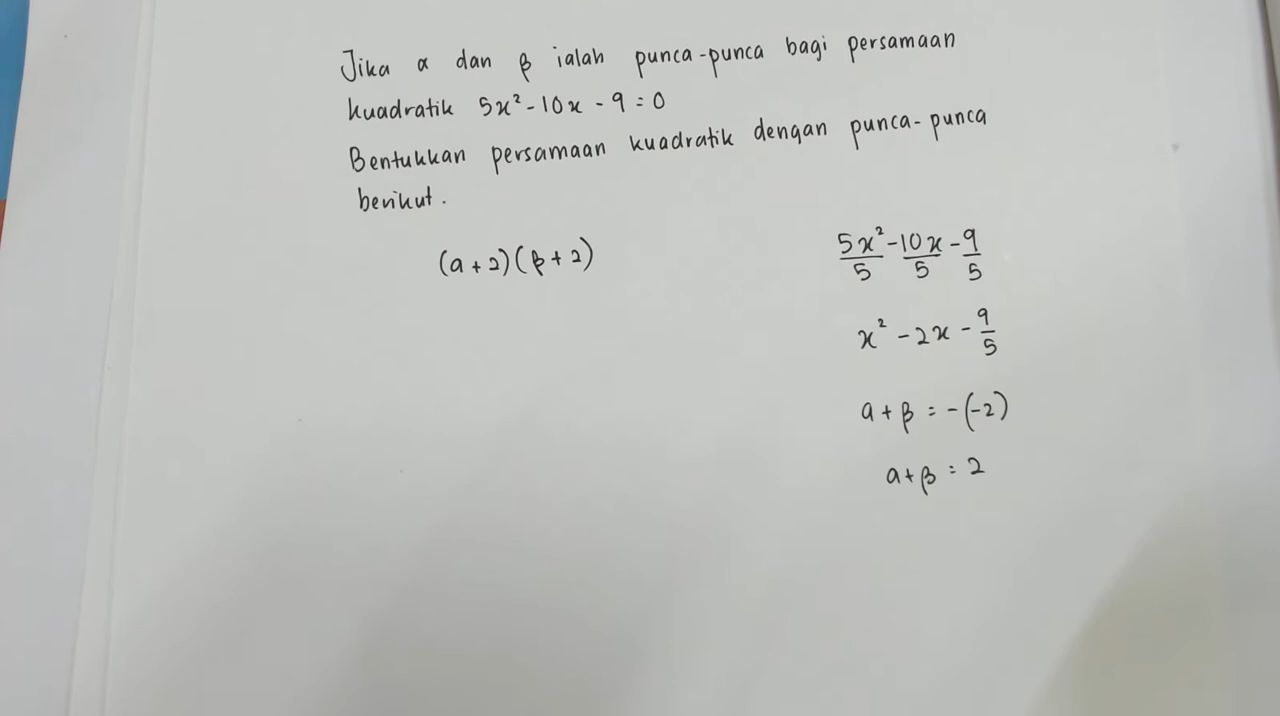 Jika α dan β ialah punca-punca bagi persamaan
kuadratik 5x² - 10x - 9 = 0
Bentukkan persamaan kuadratik dengan punca-punca
berikut.
(α + 2)(β + 2)
5x²/5 - 10x/5 - 9/5
x² - 2x - 9/5
α + β = -(-2)
α + β = 2